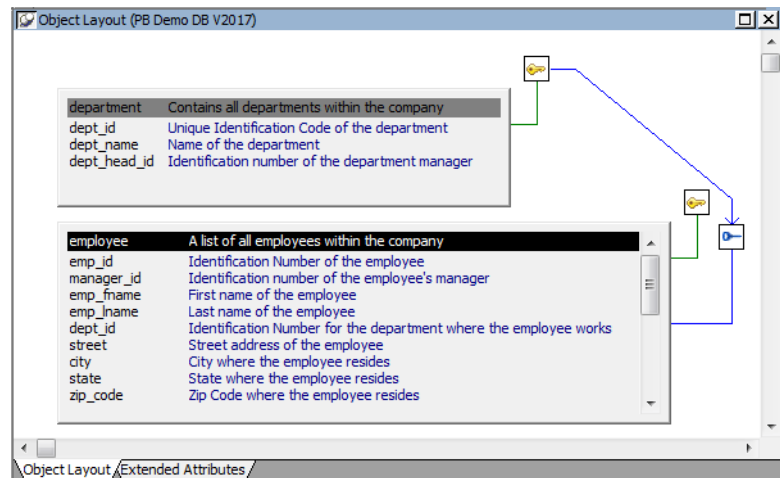 Object Layout (PB Demo DB V2017)
department Contains all departments within the company
dept_id Unique Identification Code of the department
dept_name Name of the department
dept_head_id Identification number of the department manager
employee A list of all employees within the company
emp_id Identification Number of the employee
manager_id Identification number of the employee's manager
emp_fname First name of the employee
emp_lname Last name of the employee
dept_id Identification Number for the department where the employee works
street Street address of the employee
city City where the employee resides
state State where the employee resides
zip_code Zip Code where the employee resides
Object Layout Extended Attributes